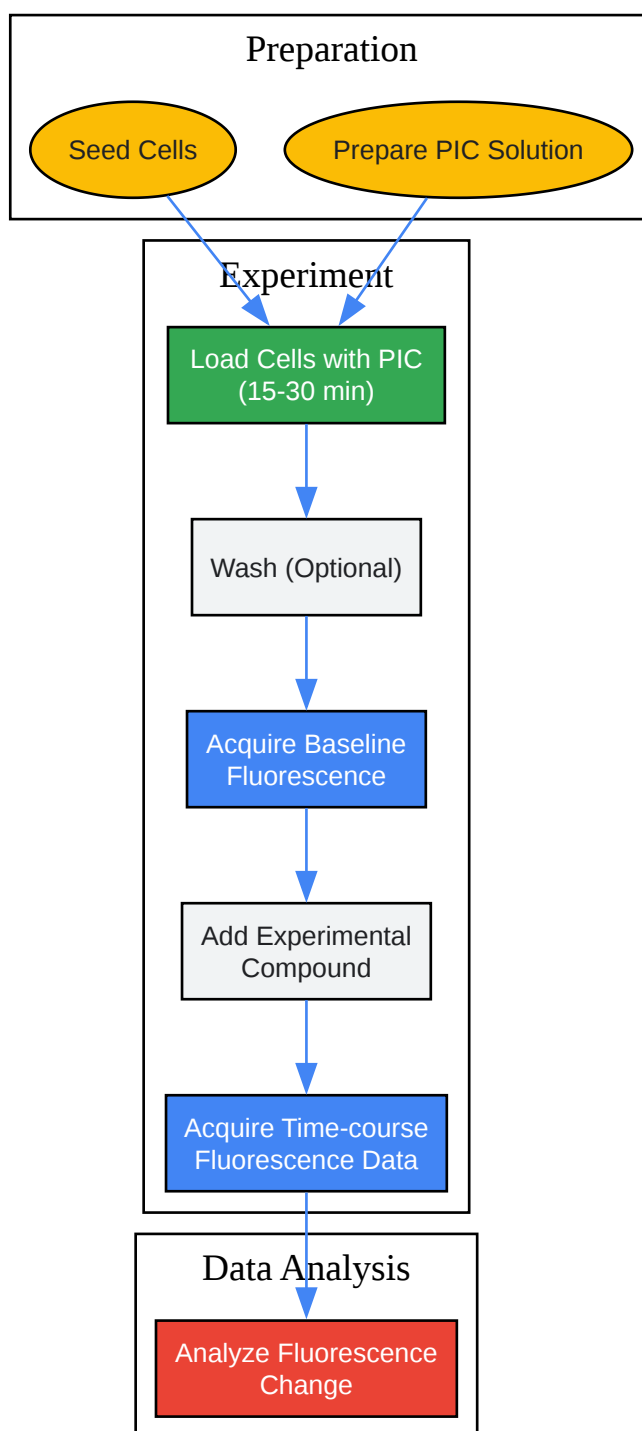 Preparation
Seed Cells
Prepare PIC Solution
Experiment
Load Cells with PIC
(15-30 min)
Wash (Optional)
Acquire Baseline
Fluorescence
Add Experimental
Compound
Acquire Time-course
Fluorescence Data
Data Analysis
Analyze Fluorescence
Change